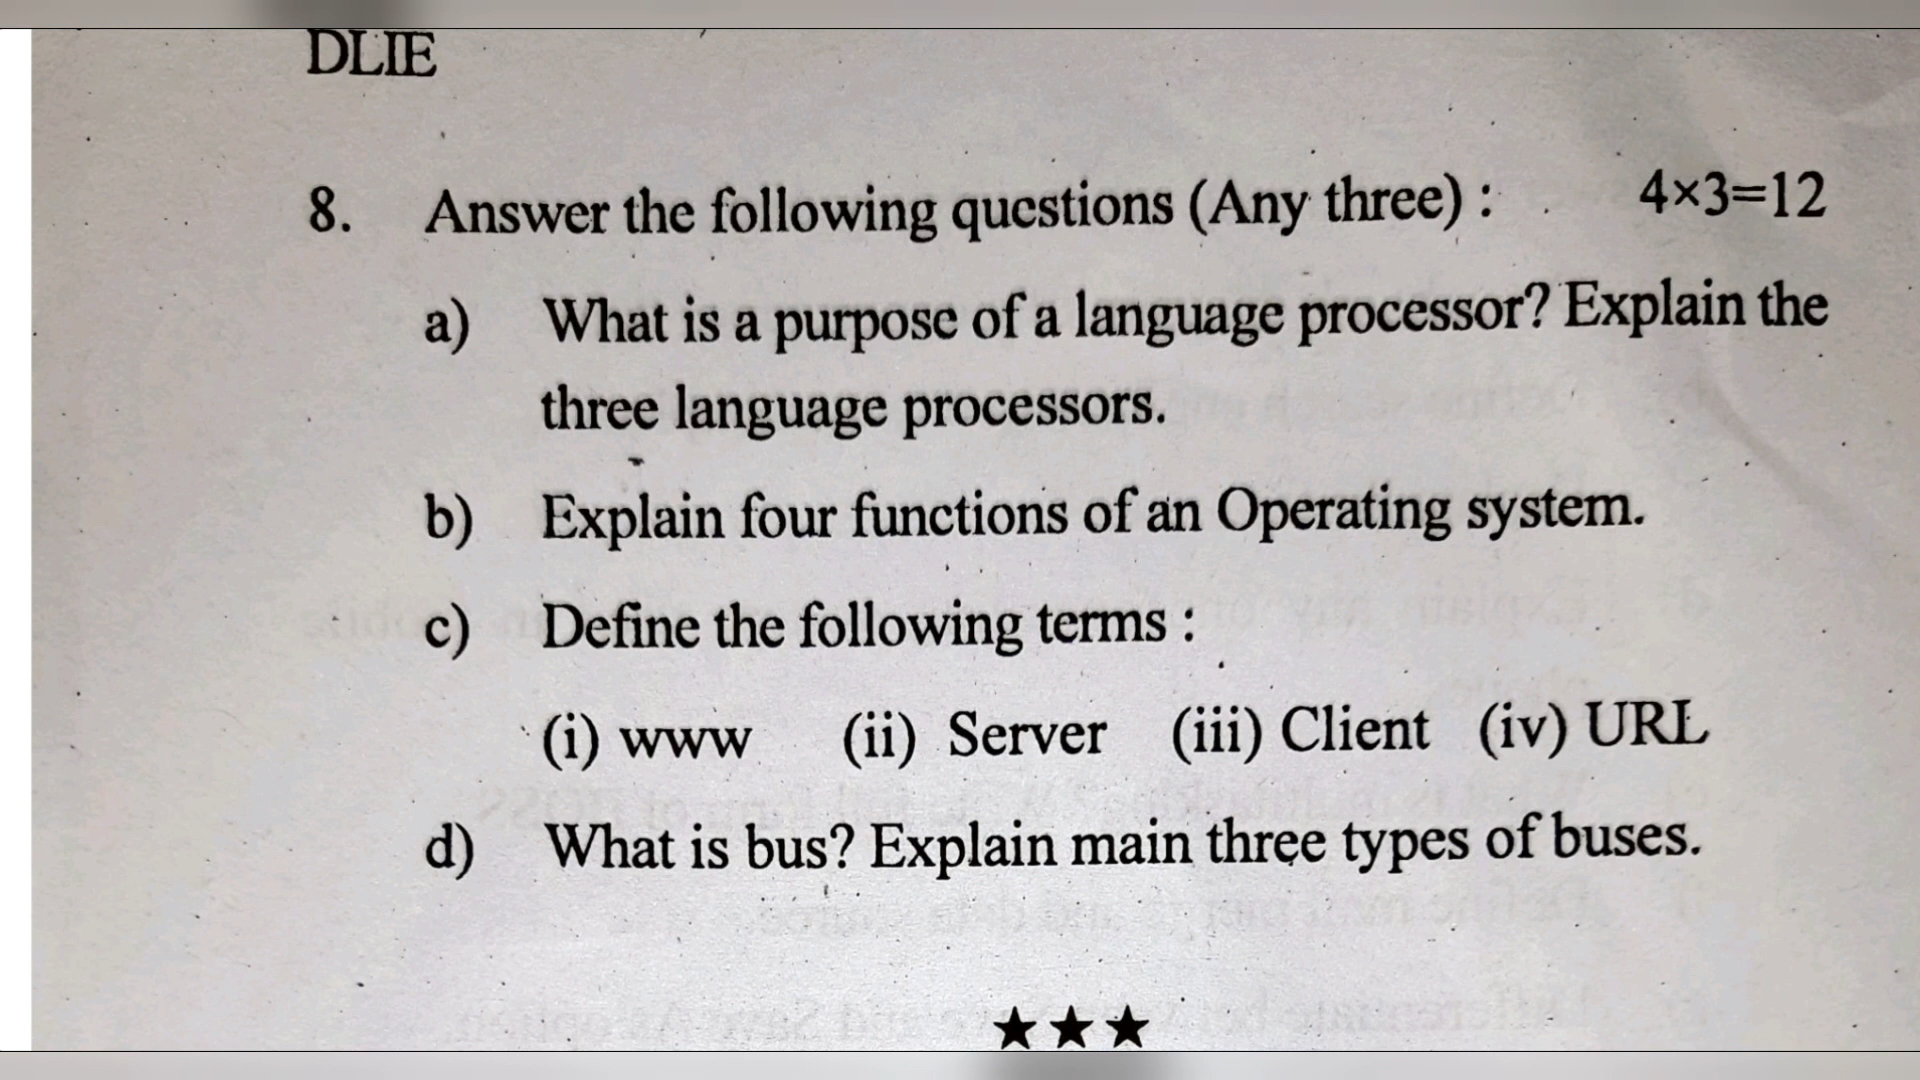 DLIE
8. Answer the following questions (Any three) : 4×3=12
a) What is a purpose of a language processor? Explain the
three language processors.
b) Explain four functions of an Operating system.
c) Define the following terms :
(i) www (ii) Server (iii) Client (iv) URL
d) What is bus? Explain main three types of buses.
★★★